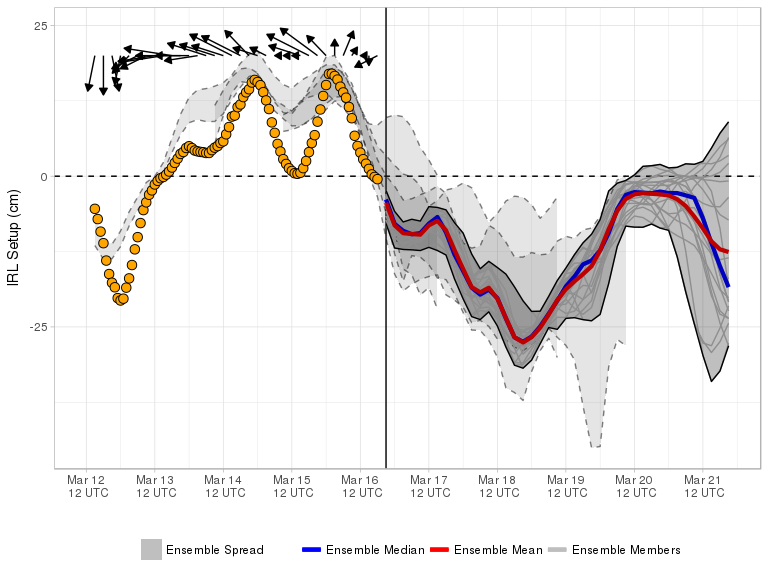 25
0
-25
IRL Setup (cm)
Mar 12 Mar 13 Mar 14 Mar 15 Mar 16 Mar 17 Mar 18 Mar 19 Mar 20 Mar 21
12 UTC 12 UTC 12 UTC 12 UTC 12 UTC 12 UTC 12 UTC 12 UTC 12 UTC 12 UTC
Ensemble Spread Ensemble Median Ensemble Mean Ensemble Members